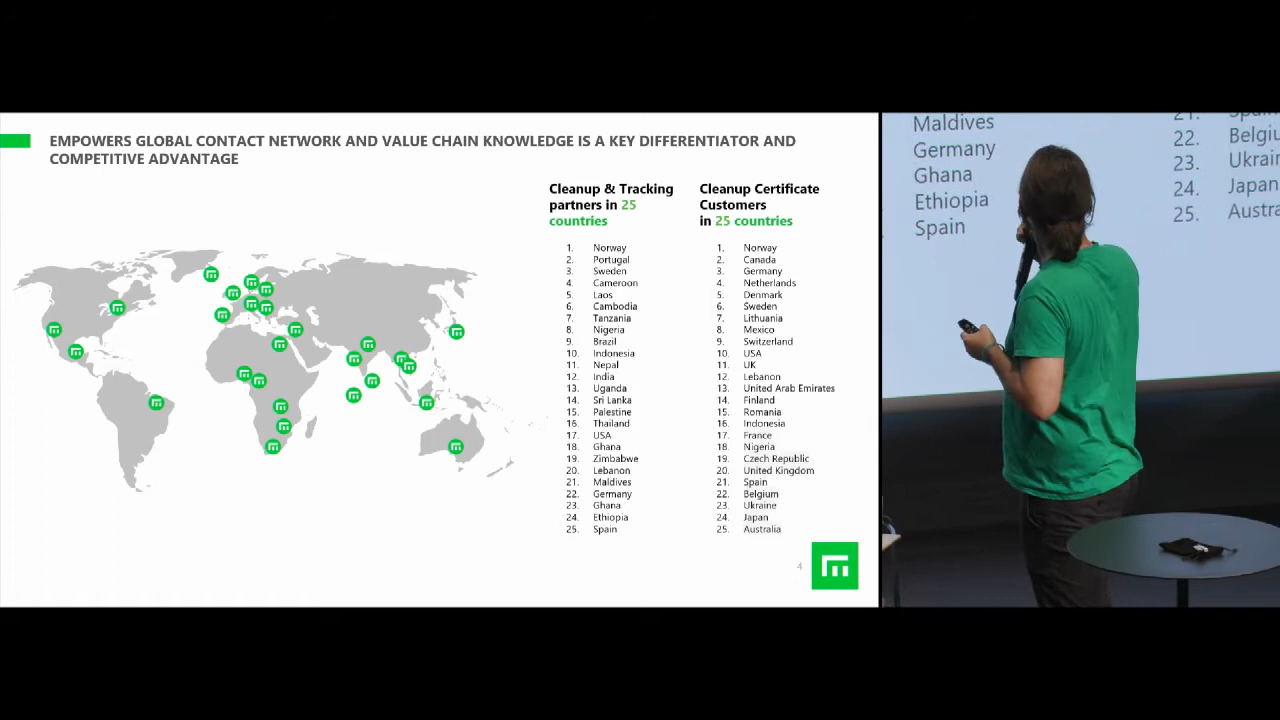 EMPOWERS GLOBAL CONTACT NETWORK AND VALUE CHAIN KNOWLEDGE IS A KEY DIFFERENTIATOR AND
COMPETITIVE ADVANTAGE
Cleanup & Tracking
partners in 25
countries
1. Norway
2. Portugal
3. Sweden
4. Cameroon
5. Laos
6. Cambodia
7. Tanzania
8. Nigeria
9. Brazil
10. Indonesia
11. Nepal
12. India
13. Uganda
14. Sri Lanka
15. Palestine
16. Thailand
17. USA
18. Ghana
19. Zimbabwe
20. Lebanon
21. Maldives
22. Germany
23. Ghana
24. Ethiopia
25. Spain
Cleanup Certificate
Customers
in 25 countries
1. Norway
2. Canada
3. Germany
4. Netherlands
5. Denmark
6. Sweden
7. Lithuania
8. Mexico
9. Switzerland
10. USA
11. UK
12. Lebanon
13. United Arab Emirates
14. Finland
15. Romania
16. Indonesia
17. France
18. Nigeria
19. Czech Republic
20. United Kingdom
21. Spain
22. Belgium
23. Ukraine
24. Japan
25. Australia
4
Maldives
Germany
Ghana
Ethiopia
Spain
21. Spain
22. Belgiu
23. Ukrain
24. Japan
25. Austra